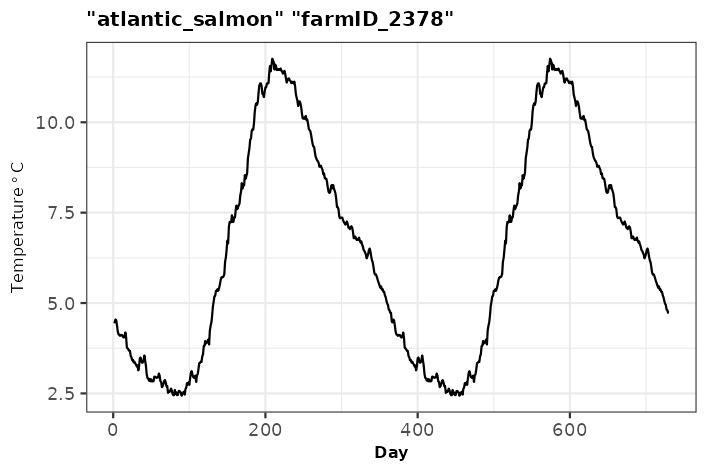 "atlantic_salmon" "farmID_2378"
Temperature ° C
10.0
7.5
5.0
2.5
0 200 400 600
Day